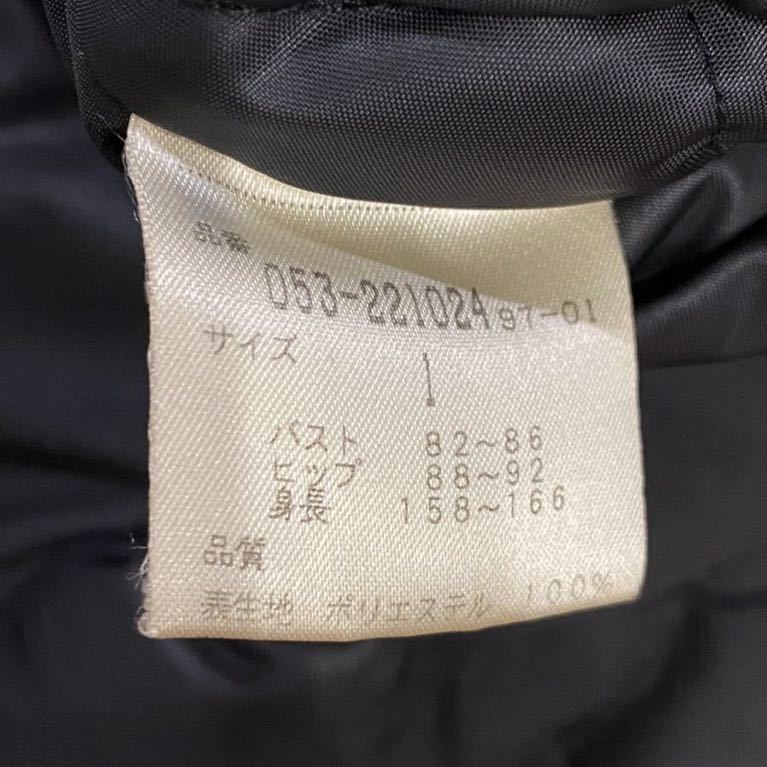 品番
053-221024 97-01
サイズ
1
バスト 82~86
ヒップ 88~92
身長 158~166
品質
表生地 ポリエステル 100%